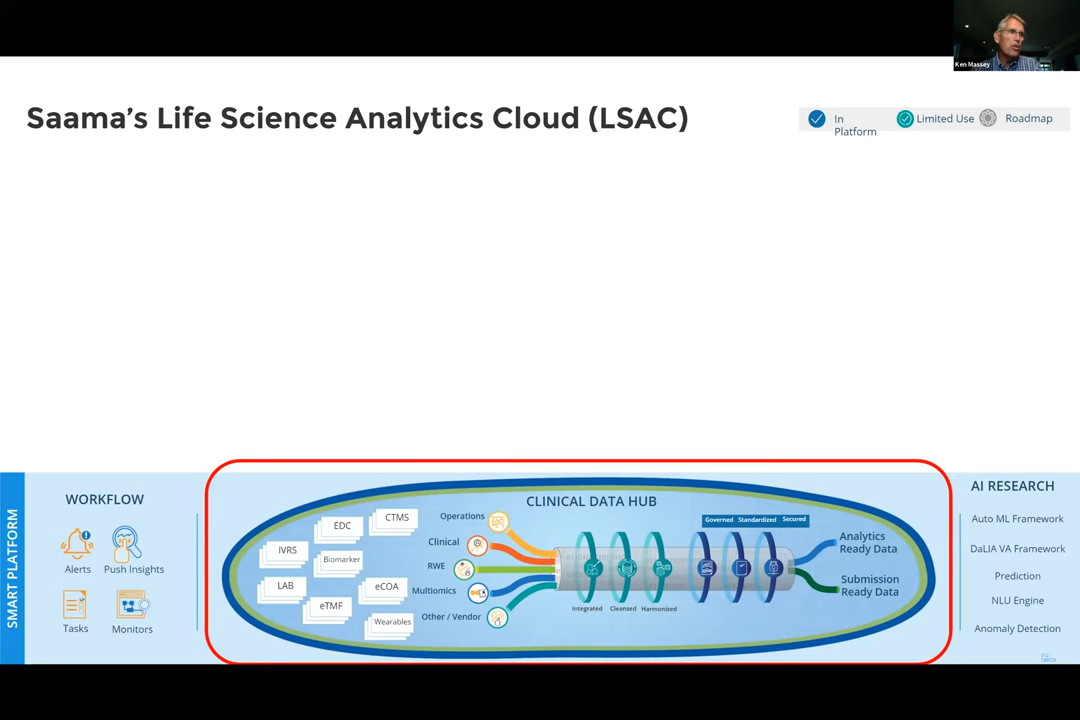 Ken Massey
Saama's Life Science Analytics Cloud (LSAC)
In
Platform
Limited Use
Roadmap
SMART PLATFORM
WORKFLOW
Alerts
Push Insights
Tasks
Monitors
CLINICAL DATA HUB
EDC
CTMS
IVRS
Biomarker
LAB
eCOA
eTMF
Wearables
Operations
Clinical
RWE
Multiomics
Other / Vendor
Integrated
Cleansed
Harmonized
Governed
Standardized
Secured
Analytics
Ready Data
Submission
Ready Data
AI RESEARCH
Auto ML Framework
DaLIA VA Framework
Prediction
NLU Engine
Anomaly Detection